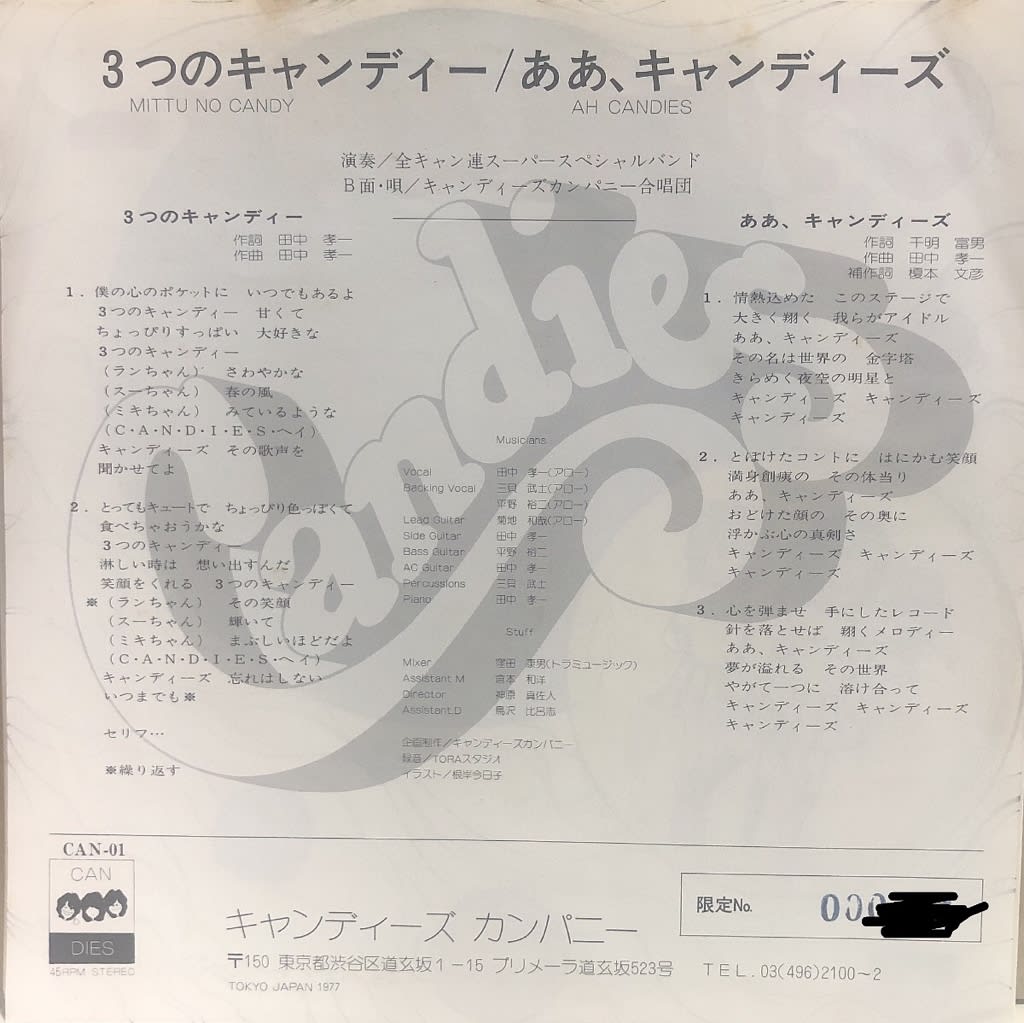 3つのキャンディー/ああ、キャンディーズ
MITTU NO CANDY
AH CANDIES
演奏/全キャン連スーパースペシャルバンド
B面・唄/キャンディーズカンパニー合唱団
3つのキャンディー
作詞 田中 孝一
作曲 田中 孝一
1. 僕の心のポケットに いつでもあるよ
3つのキャンディー 甘くて
ちょっぴりすっぱい 大好きな
3つのキャンディー
(ランちゃん) さわやかな
(スーちゃん) 春の風
(ミキちゃん) みているような
(C・A・N・D・I・E・S・ヘイ)
キャンディーズ その歌声を
聞かせてよ
2. とってもキュートで ちょっぴり色っぽくて
食べちゃおうかな
3つのキャンディー
淋しい時は 想い出すんだ
笑顔をくれる 3つのキャンディー
※(ランちゃん) その笑顔
(スーちゃん) 輝いて
(ミキちゃん) まぶしいほどだよ
(C・A・N・D・I・E・S・ヘイ)
キャンディーズ 忘れはしない
いつまでも※
セリフ…
※繰り返す
Candies
Musicians
Vocal 田中 孝一(アロー)
Backing Vocal 三貝 武士(アロー)
平野 裕二(アロー)
Lead Guitar 菊地 和哉(アロー)
Side Guitar 田中 孝一
Bass Guitar 平野 裕二
AC Guitar 田中 孝一
Percussions 三貝 武士
Piano 田中 孝一
Stuff
Mixer 窪田 康男(トラミュージック)
Assistant M 倉本 和洋
Director 神原 真佐人
Assistant.D 鳥沢 比呂志
企画制作/キャンディーズカンパニー
録音/TORAスタジオ
イラスト/根岸今日子
ああ、キャンディーズ
作詞 千明 富男
作曲 田中 孝一
補作詞 榎本 文彦
1. 情熱込めた このステージで
大きく翔く 我らがアイドル
ああ、キャンディーズ
その名は世界の 金字塔
きらめく夜空の明星と
キャンディーズ キャンディーズ
キャンディーズ
2. とぼけたコントに はにかむ笑顔
満身創痍の その体当り
ああ、キャンディーズ
おどけた顔の その奥に
浮かぶ心の真剣さ
キャンディーズ キャンディーズ
キャンディーズ
3. 心を弾ませ 手にしたレコード
針を落とせば 翔くメロディー
ああ、キャンディーズ
夢が溢れる その世界
やがて一つに 溶け合って
キャンディーズ キャンディーズ
キャンディーズ
CAN-01
CAN
DIES
45RPM STEREO
キャンディーズ カンパニー
〒150 東京都渋谷区道玄坂1-15 プリメーラ道玄坂523号 TEL.03(496)2100~2
TOKYO JAPAN 1977
限定No. 000